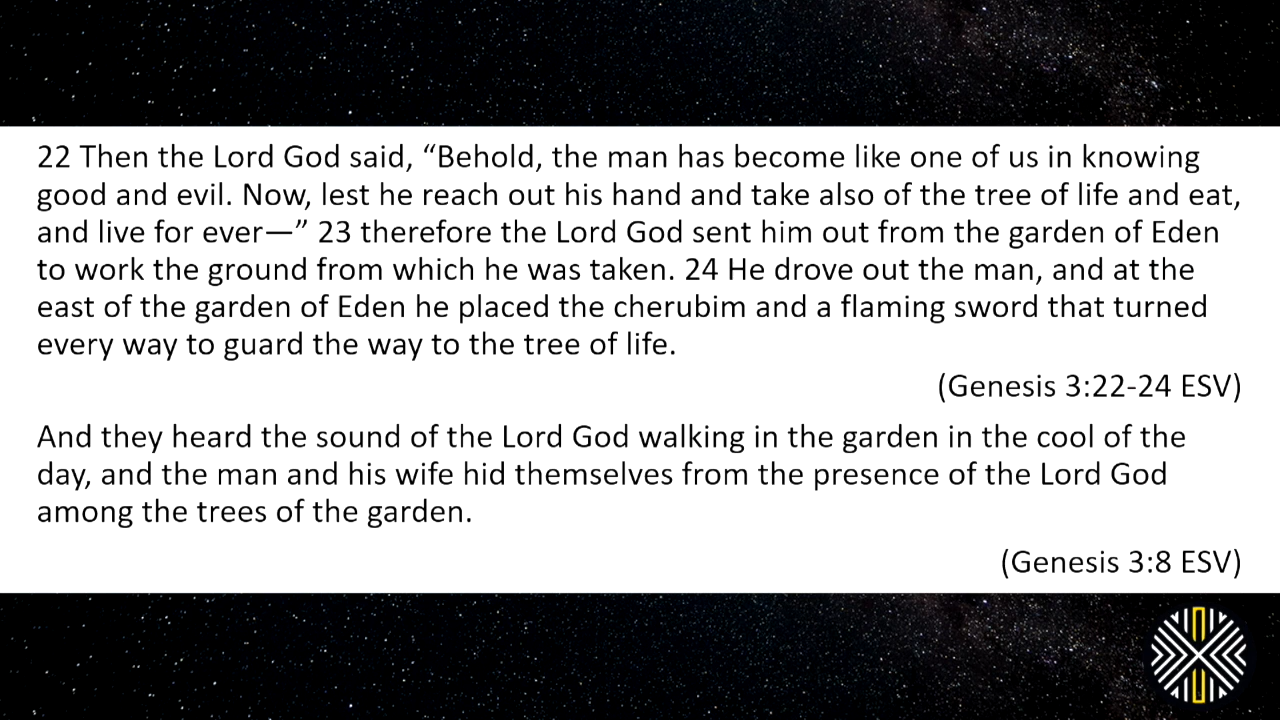 22 Then the Lord God said, “Behold, the man has become like one of us in knowing
good and evil. Now, lest he reach out his hand and take also of the tree of life and eat,
and live for ever—” 23 therefore the Lord God sent him out from the garden of Eden
to work the ground from which he was taken. 24 He drove out the man, and at the
east of the garden of Eden he placed the cherubim and a flaming sword that turned
every way to guard the way to the tree of life.
(Genesis 3:22-24 ESV)
And they heard the sound of the Lord God walking in the garden in the cool of the
day, and the man and his wife hid themselves from the presence of the Lord God
among the trees of the garden.
(Genesis 3:8 ESV)